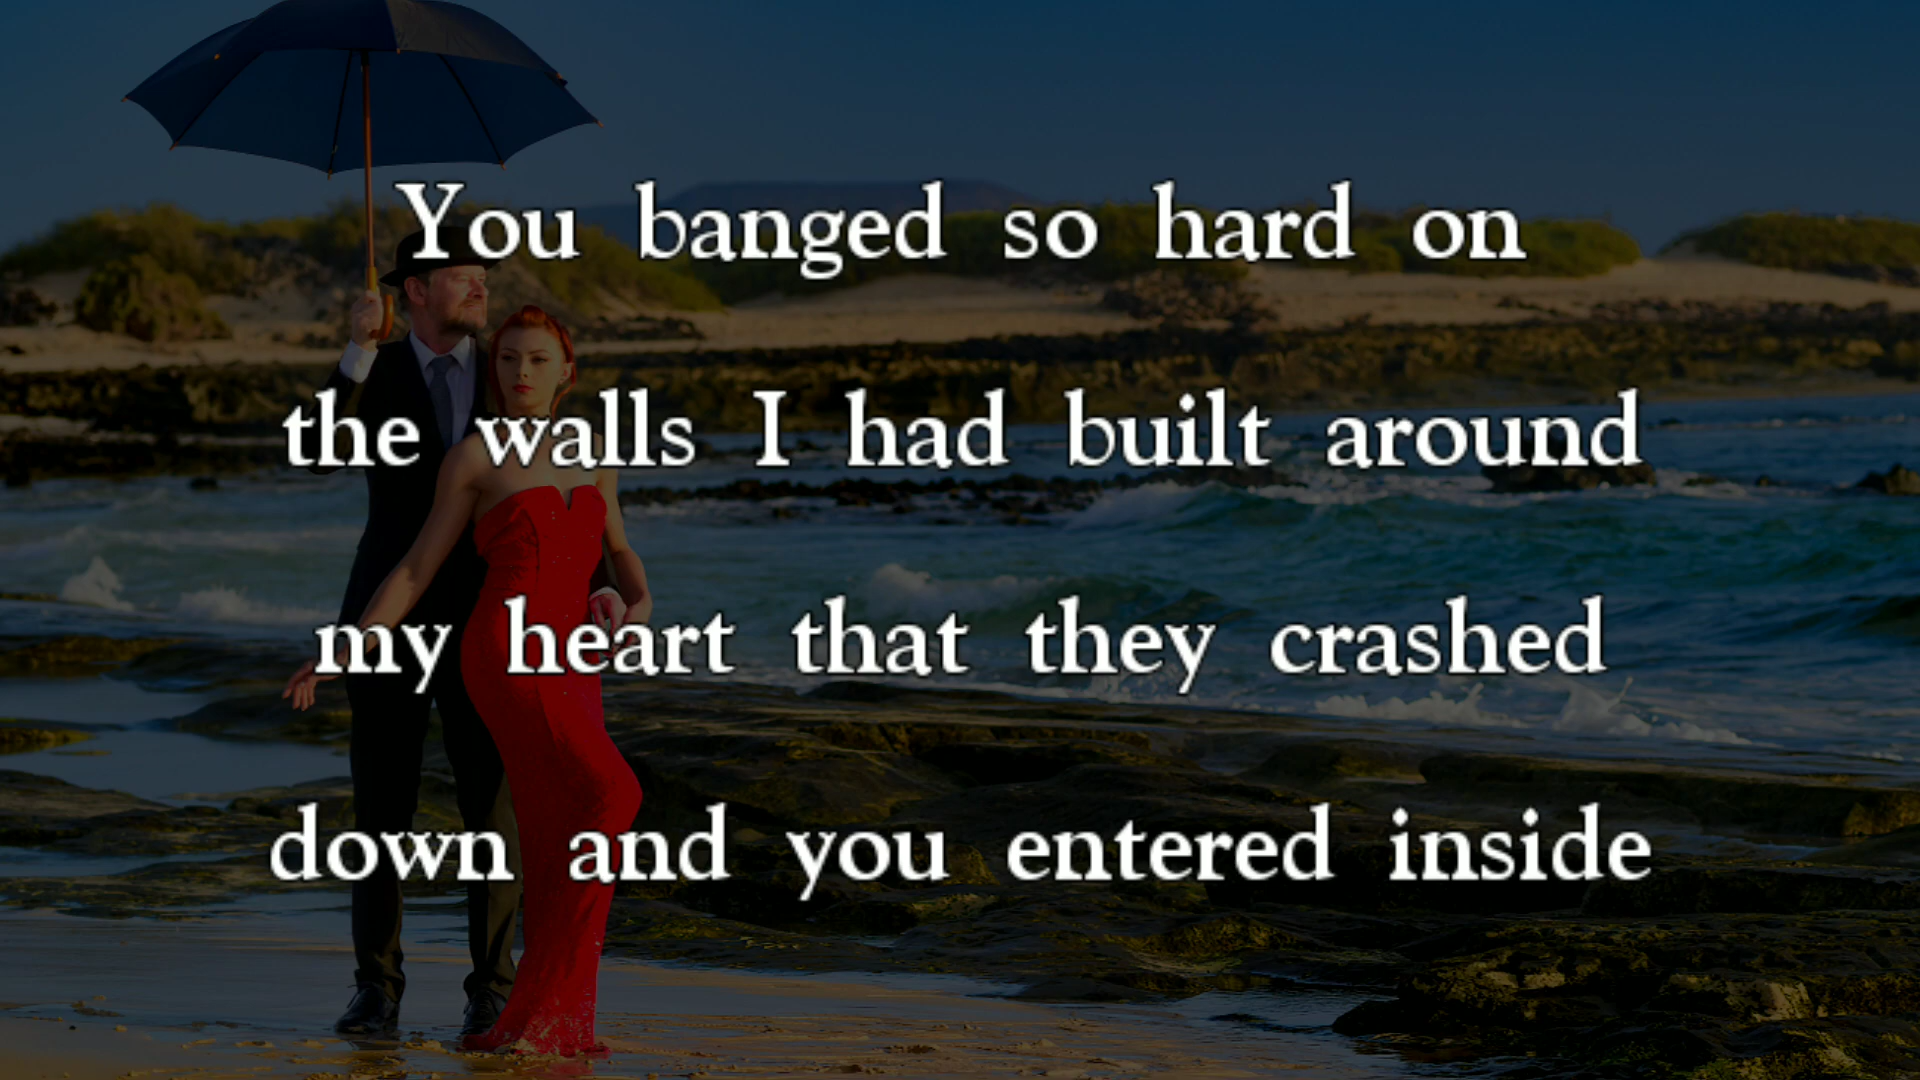 You banged so hard on
the walls I had built around
my heart that they crashed
down and you entered inside